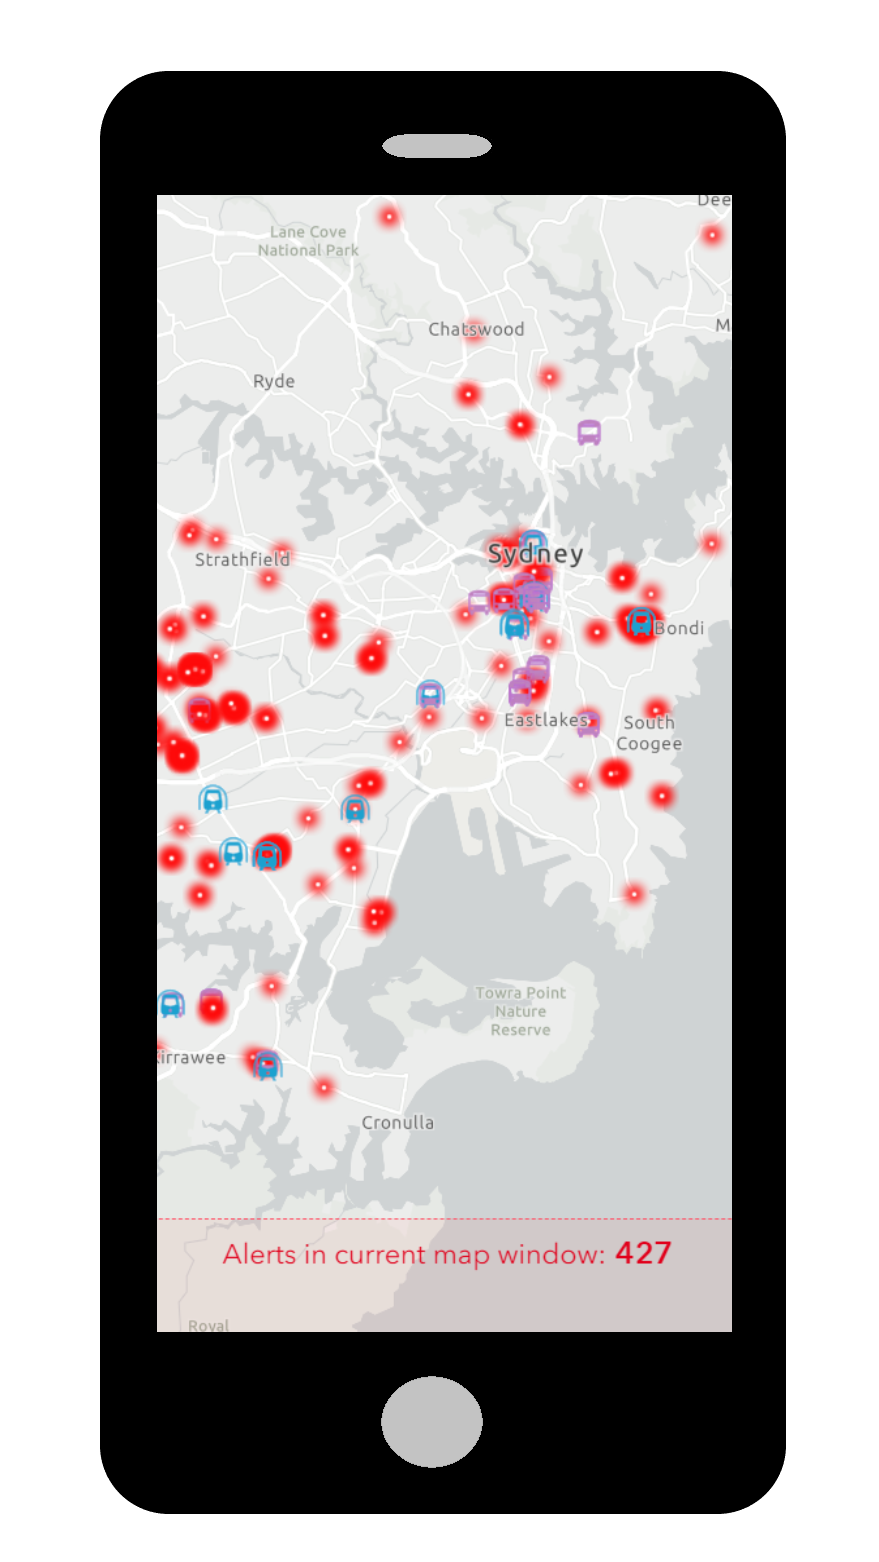 Dee
Lane Cove
National Park
Chatswood
M
Ryde
Sydney
Strathfield
Bondi
Eastlakes
South
Coogee
Towra Point
Nature
Reserve
Kirrawee
Cronulla
Alerts in current map window: 427
Royal